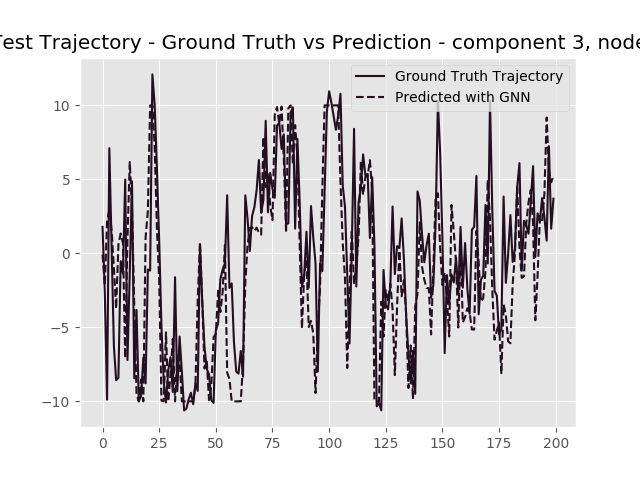 Test Trajectory - Ground Truth vs Prediction - component 3, node
Ground Truth Trajectory
Predicted with GNN
10
5
0
−5
−10
0 25 50 75 100 125 150 175 200